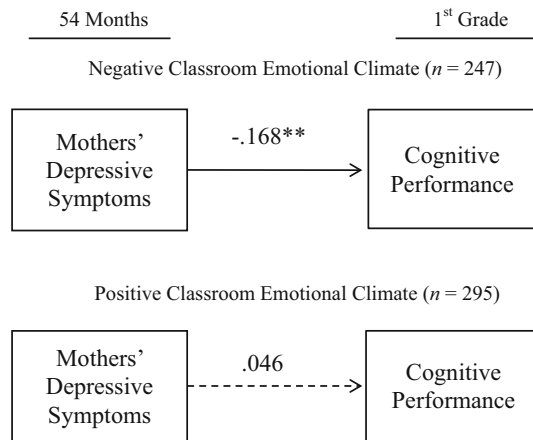 54 Months 1st Grade
Negative Classroom Emotional Climate (n = 247)
Mothers’
Depressive
Symptoms
-.168**
Cognitive
Performance
Positive Classroom Emotional Climate (n = 295)
Mothers’
Depressive
Symptoms
.046
Cognitive
Performance